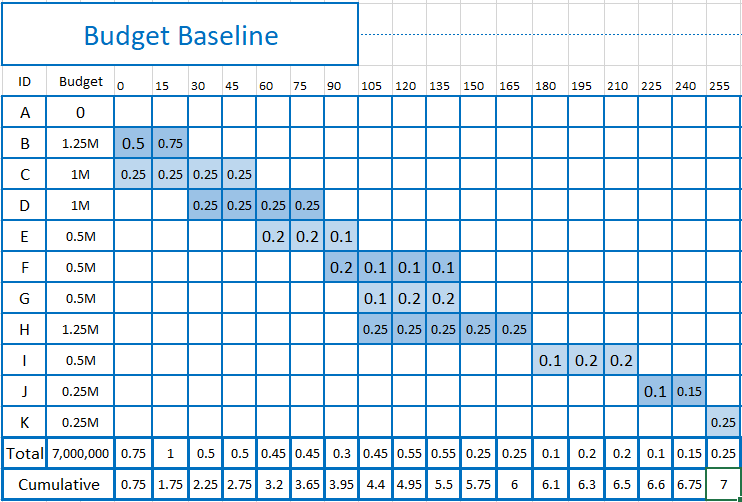 Budget Baseline
ID Budget 0 15 30 45 60 75 90 105 120 135 150 165 180 195 210 225 240 255
A 0
B 1.25M 0.5 0.75
C 1M 0.25 0.25 0.25 0.25
D 1M 0.25 0.25 0.25 0.25
E 0.5M 0.2 0.2 0.1
F 0.5M 0.2 0.1 0.1 0.1
G 0.5M 0.1 0.2 0.2
H 1.25M 0.25 0.25 0.25 0.25 0.25
I 0.5M 0.1 0.2 0.2
J 0.25M 0.1 0.15
K 0.25M 0.25
Total 7,000,000 0.75 1 0.5 0.5 0.45 0.45 0.3 0.45 0.55 0.55 0.25 0.25 0.1 0.2 0.2 0.1 0.15 0.25
Cumulative 0.75 1.75 2.25 2.75 3.2 3.65 3.95 4.4 4.95 5.5 5.75 6 6.1 6.3 6.5 6.6 6.75 7